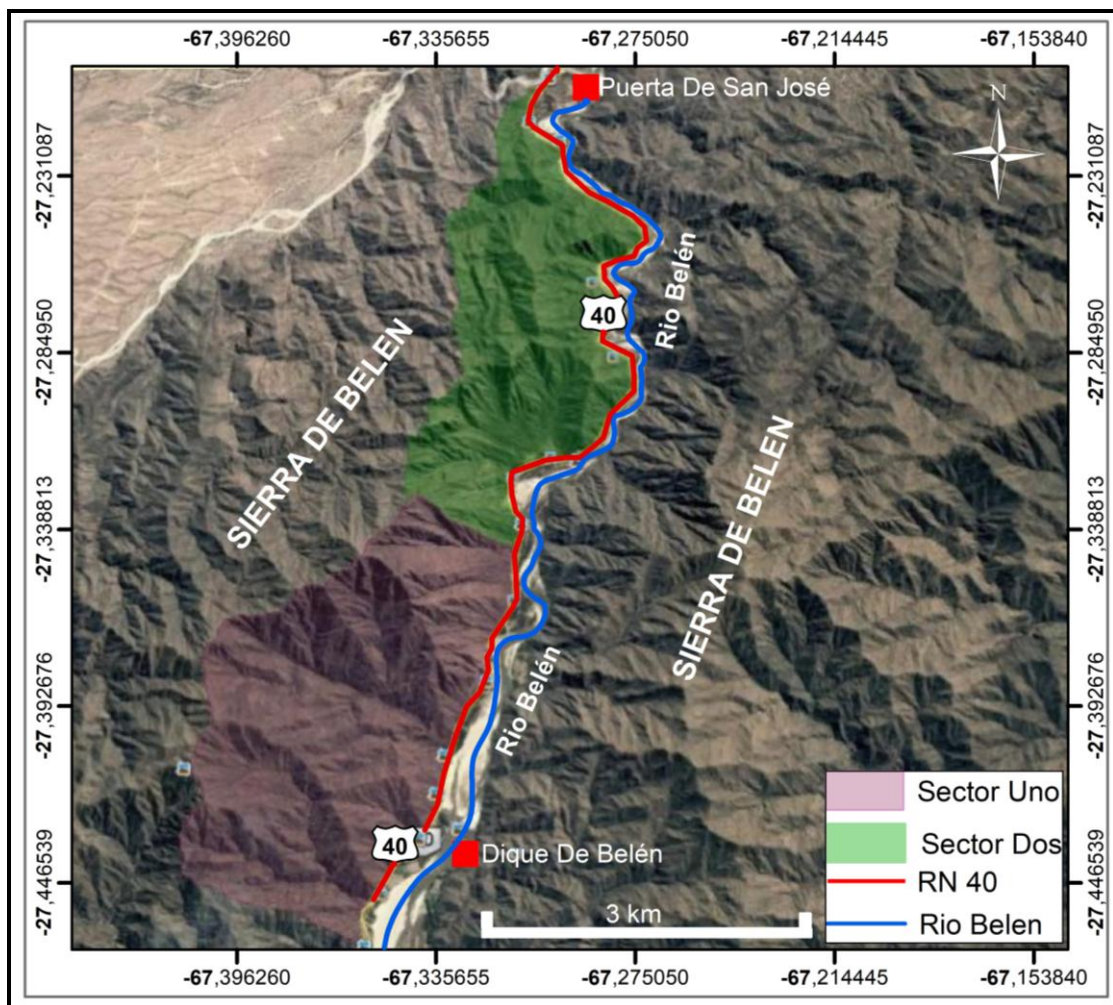 -67,396260 -67,335655 -67,275050 -67,214445 -67,153840
Puerta De San José
N
-27,231087 -27,231087
Rio Belén
40
-27,284950 -27,284950
SIERRA DE BELEN
SIERRA DE BELEN
-27,338813 -27,338813
-27,392676 -27,392676
Rio Belén
Sector Uno
40
Dique De Belén
Sector Dos
-27,446539 -27,446539
RN 40
3 km
Rio Belen
-67,396260 -67,335655 -67,275050 -67,214445 -67,153840